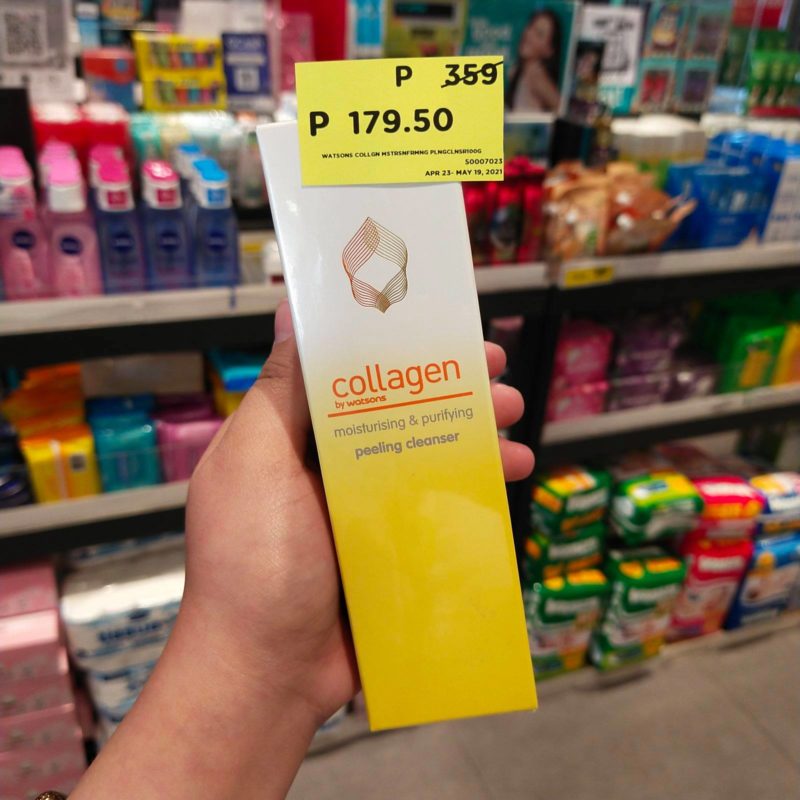 P 359
P 179.50
WATSONS COLLGN MSTRSNFRMNG PLNGCLNSR100G
50007023
APR 23- MAY 19, 2021
collagen
by watsons
moisturising & purifying
peeling cleanser